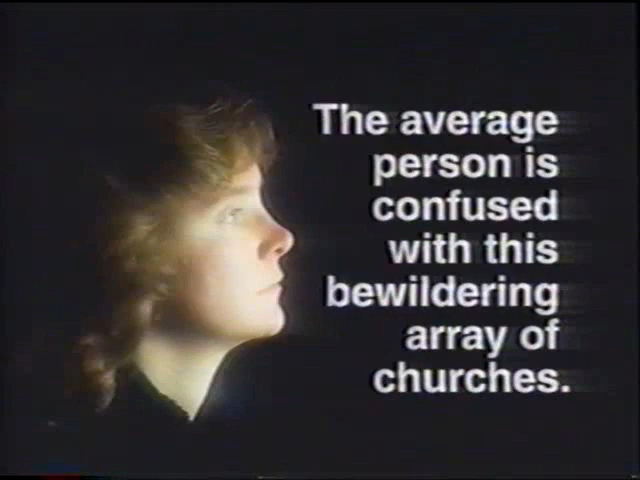 The average
person is
confused
with this
bewildering
array of
churches.